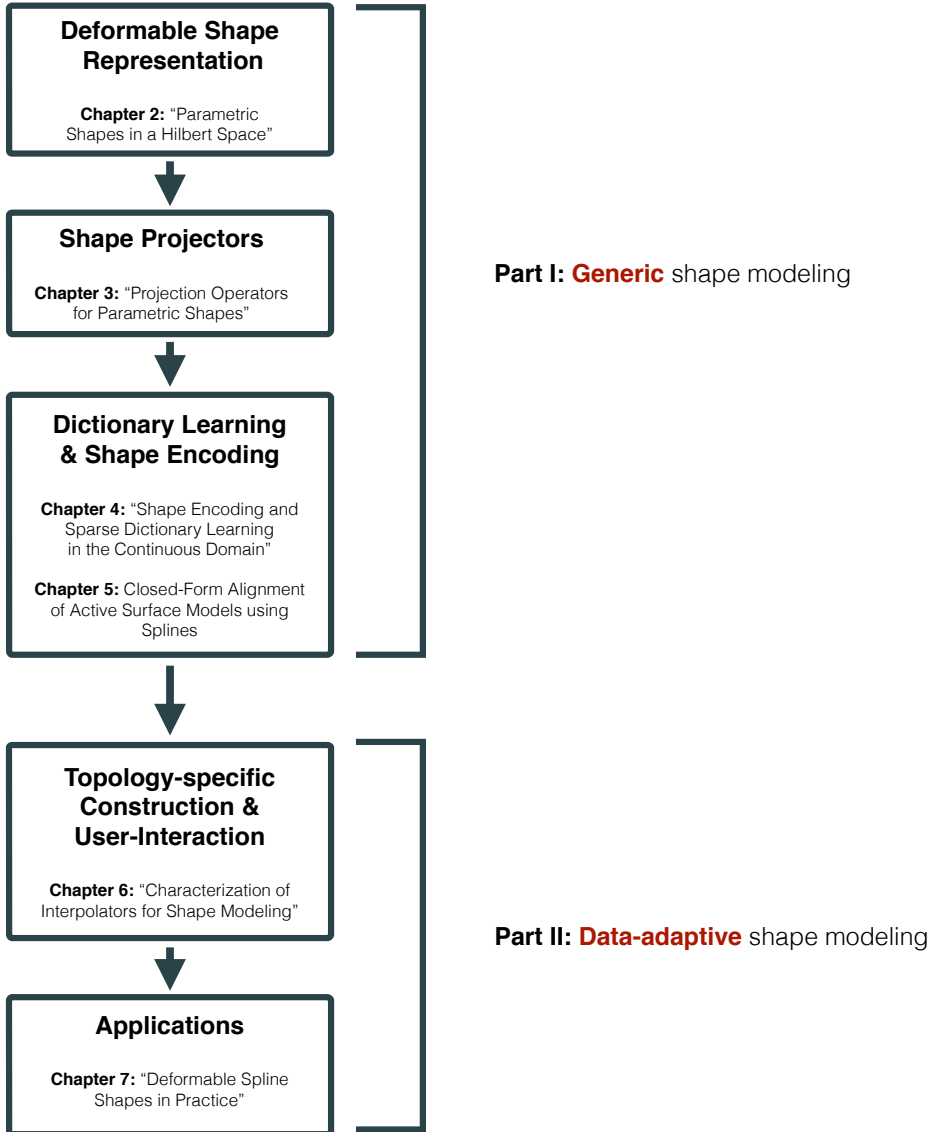 Deformable Shape
Representation
Chapter 2: “Parametric
Shapes in a Hilbert Space”
Shape Projectors
Chapter 3: “Projection Operators
for Parametric Shapes”
Part I: Generic shape modeling
Dictionary Learning
& Shape Encoding
Chapter 4: “Shape Encoding and
Sparse Dictionary Learning
in the Continuous Domain”
Chapter 5: Closed-Form Alignment
of Active Surface Models using
Splines
Topology-specific
Construction &
User-Interaction
Chapter 6: “Characterization of
Interpolators for Shape Modeling”
Part II: Data-adaptive shape modeling
Applications
Chapter 7: “Deformable Spline
Shapes in Practice”